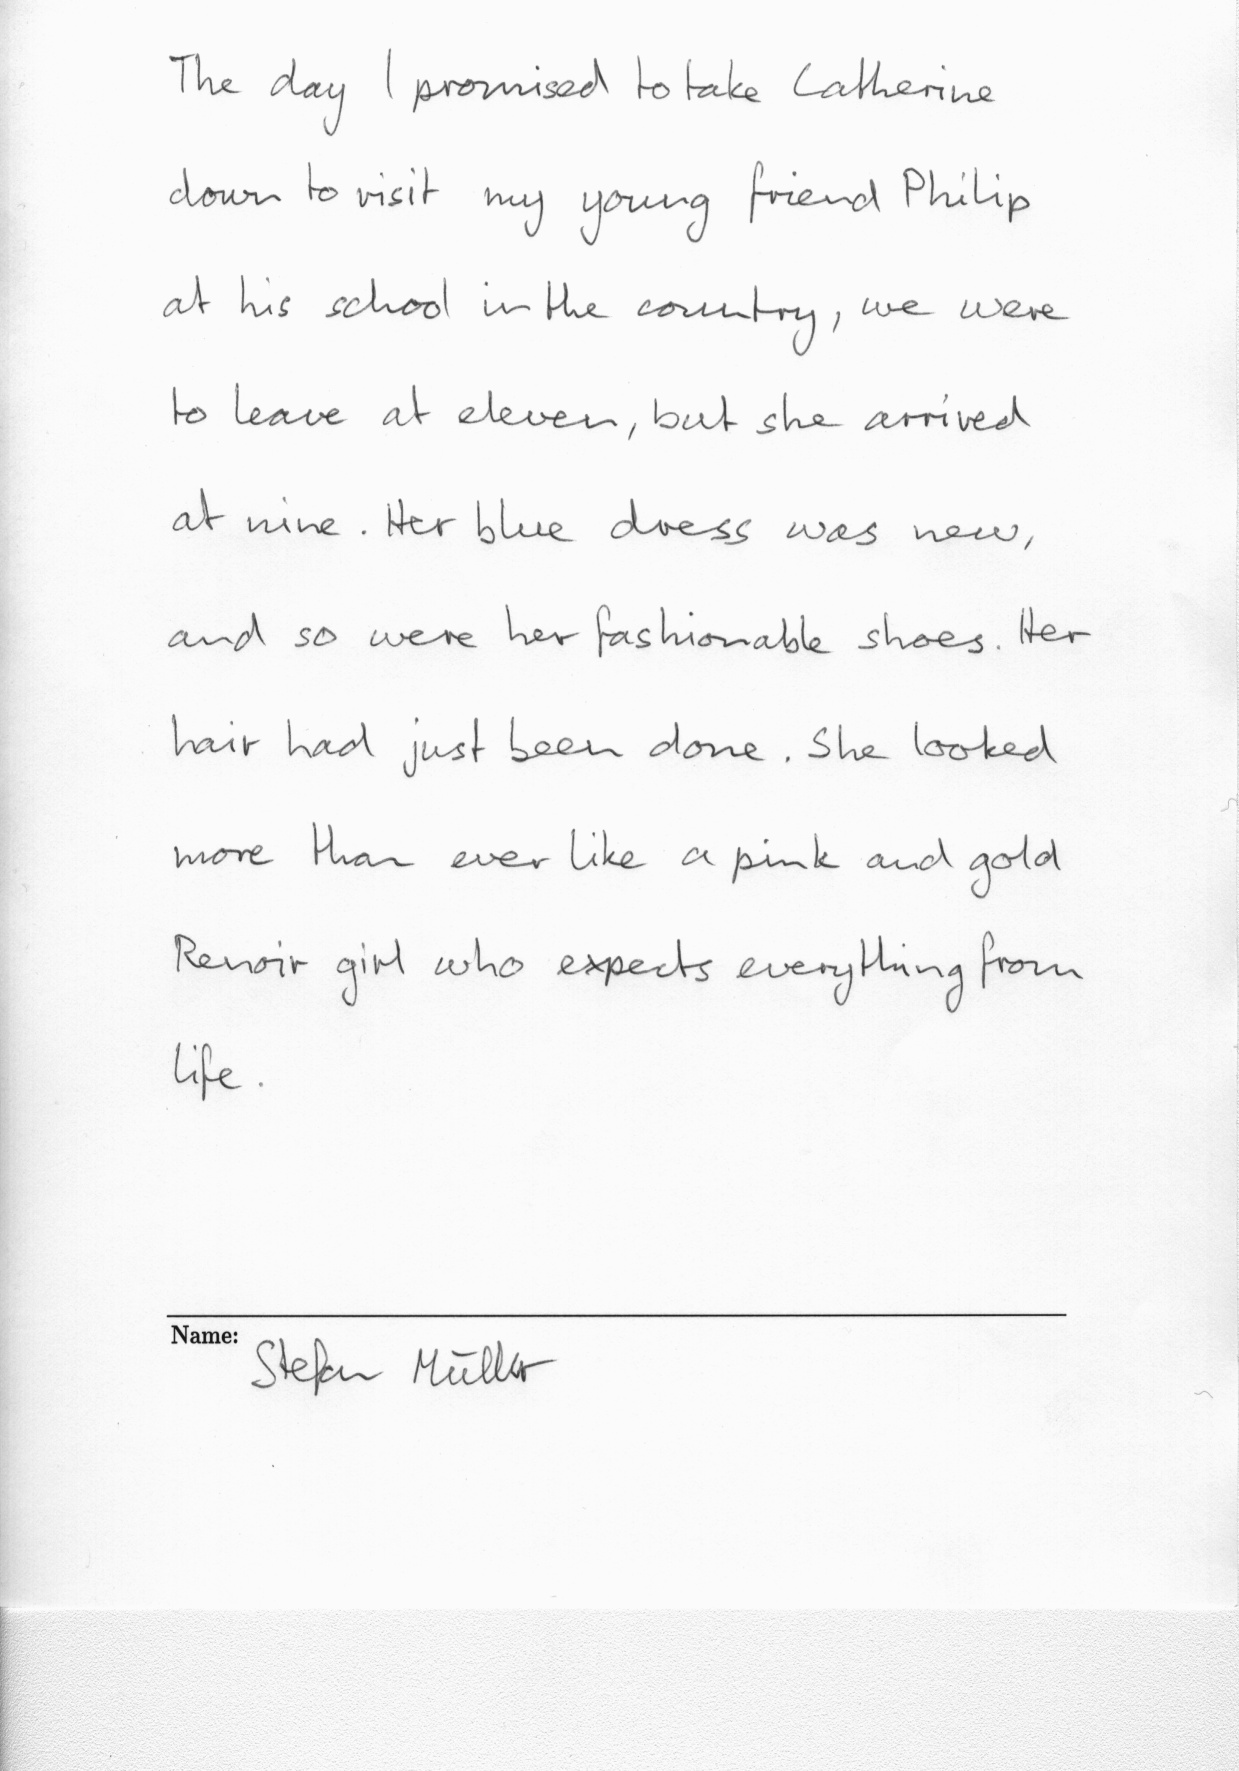 The day I promised to take Catherine
down to visit my young friend Philip
at his school in the country, we were
to leave at eleven, but she arrived
at nine. Her blue dress was new,
and so were her fashionable shoes. Her
hair had just been done. She looked
more than ever like a pink and gold
Renoir girl who expects everything from
life.
Name:
Stefan Müller